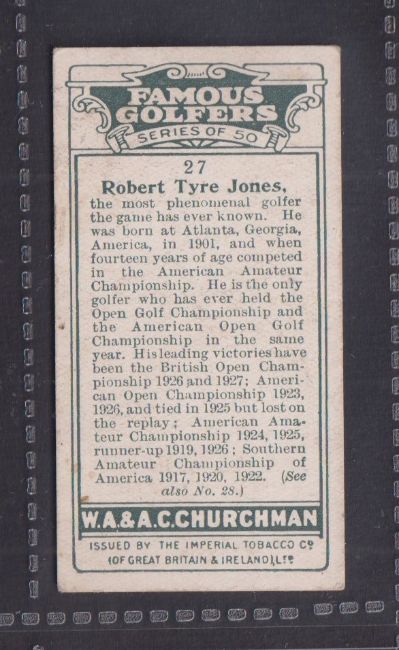 FAMOUS
GOLFERS
SERIES OF 50
27
Robert Tyre Jones,
the most phenomenal golfer
the game has ever known. He
was born at Atlanta, Georgia,
America, in 1901, and when
fourteen years of age competed
in the American Amateur
Championship. He is the only
golfer who has ever held the
Open Golf Championship and
the American Open Golf
Championship in the same
year. His leading victories have
been the British Open Cham-
pionship 1926 and 1927; Ameri-
can Open Championship 1923,
1926, and tied in 1925 but lost on
the replay; American Ama-
teur Championship 1924, 1925,
runner-up 1919, 1926; Southern
Amateur Championship of
America 1917, 1920, 1922. (See
also No. 28.)
W.A.& A.C.CHURCHMAN
ISSUED BY THE IMPERIAL TOBACCO Co
(OF GREAT BRITAIN & IRELAND), LTD